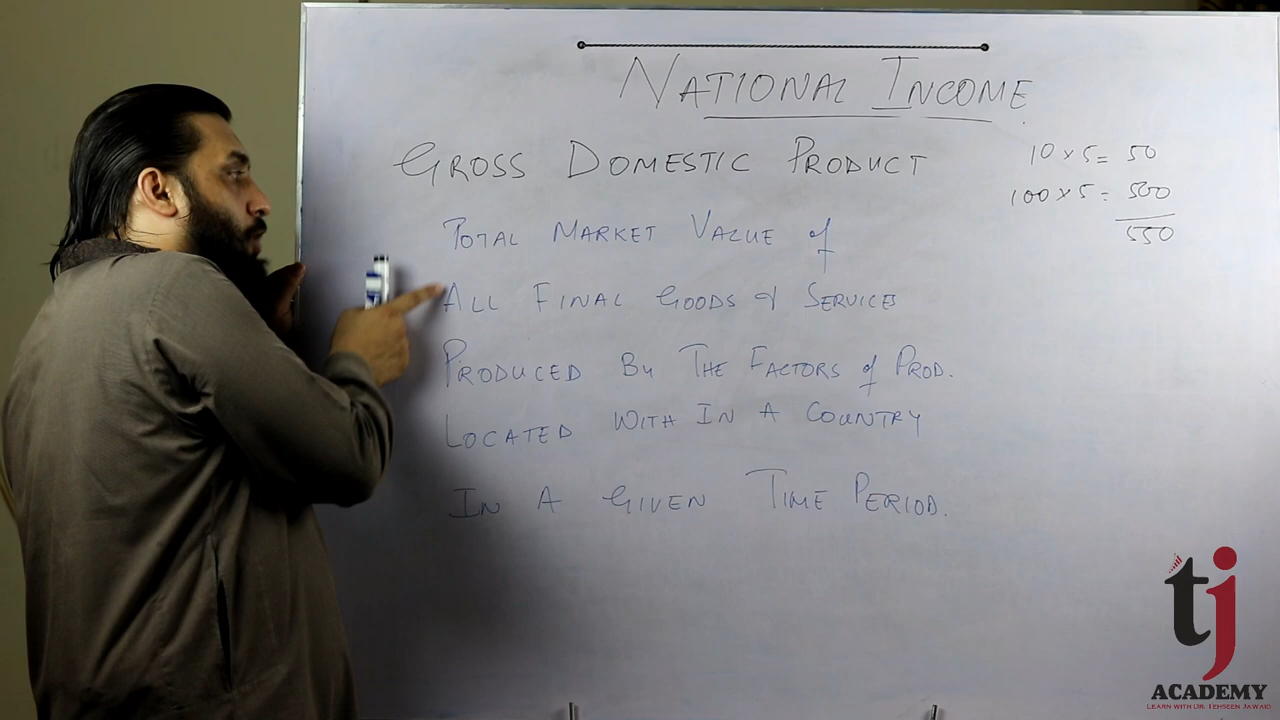 NATIONAL INCOME
GROSS DOMESTIC PRODUCT
TOTAL MARKET VALUE of
ALL FINAL GOODS & SERVICES
PRODUCED By THE FACTORS of PROD.
LOCATED WITH IN A COUNTRY
IN A GIVEN TIME PERIOD.
10 x 5 = 50
100 x 5 = 500
550
tj
ACADEMY
LEARN WITH DR. TEHSEEN JAWAID